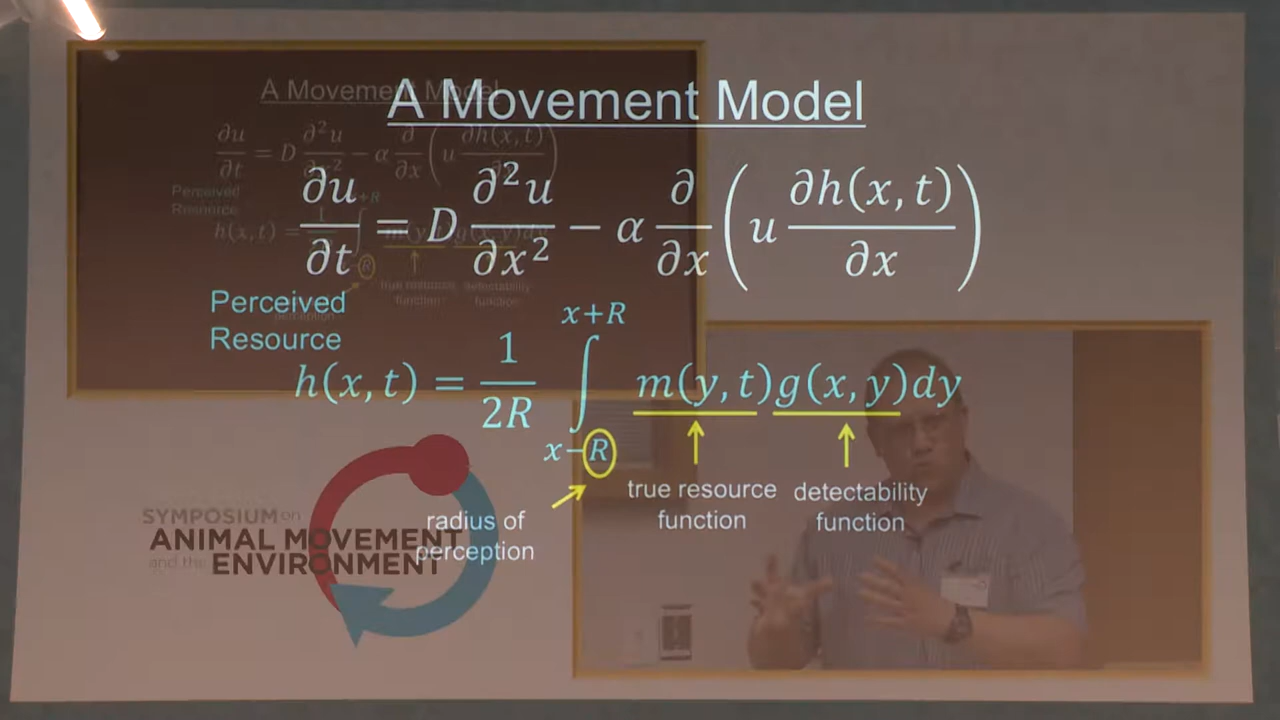 A Movement Model
∂u/∂t = D ∂²u/∂x² − α ∂/∂x (u ∂h(x,t)/∂x)
Perceived
Resource
h(x,t) = 1/2R ∫_{x−R}^{x+R} m(y,t)g(x,y)dy
true resource
function
detectability
function
radius of
perception
SYMPOSIUM on
ANIMAL MOVEMENT
and the ENVIRONMENT